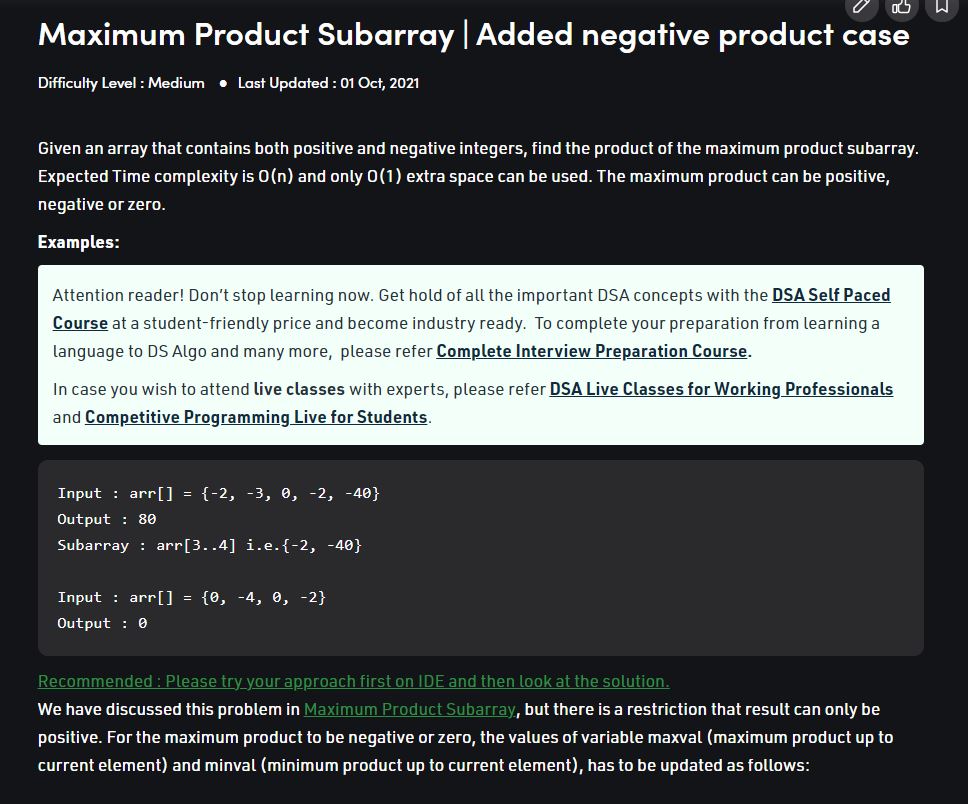 Maximum Product Subarray | Added negative product case
Difficulty Level : Medium ● Last Updated : 01 Oct, 2021
Given an array that contains both positive and negative integers, find the product of the maximum product subarray.
Expected Time complexity is O(n) and only O(1) extra space can be used. The maximum product can be positive,
negative or zero.
Examples:
Attention reader! Don’t stop learning now. Get hold of all the important DSA concepts with the DSA Self Paced
Course at a student-friendly price and become industry ready.  To complete your preparation from learning a
language to DS Algo and many more,  please refer Complete Interview Preparation Course.
In case you wish to attend live classes with experts, please refer DSA Live Classes for Working Professionals
and Competitive Programming Live for Students.
Input : arr[] = {-2, -3, 0, -2, -40}
Output : 80
Subarray : arr[3..4] i.e.{-2, -40}
Input : arr[] = {0, -4, 0, -2}
Output : 0
Recommended : Please try your approach first on IDE and then look at the solution.
We have discussed this problem in Maximum Product Subarray, but there is a restriction that result can only be
positive. For the maximum product to be negative or zero, the values of variable maxval (maximum product up to
current element) and minval (minimum product up to current element), has to be updated as follows: